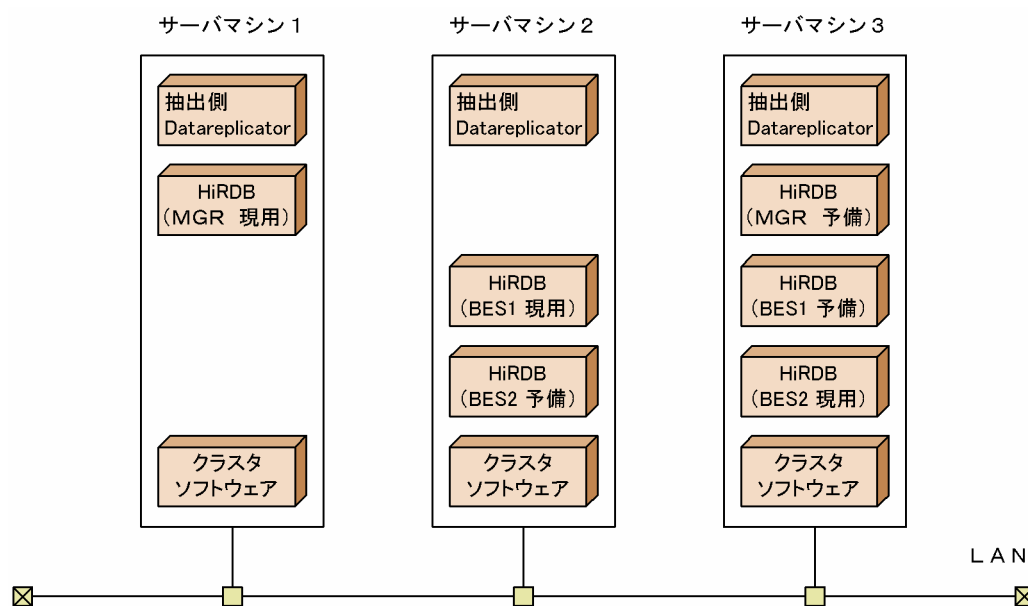 サーバマシン1
抽出側
Datareplicator
HiRDB
(MGR 現用)
クラスタ
ソフトウェア
サーバマシン2
抽出側
Datareplicator
HiRDB
(BES1 現用)
HiRDB
(BES2 予備)
クラスタ
ソフトウェア
サーバマシン3
抽出側
Datareplicator
HiRDB
(MGR 予備)
HiRDB
(BES1 予備)
HiRDB
(BES2 現用)
クラスタ
ソフトウェア
LAN